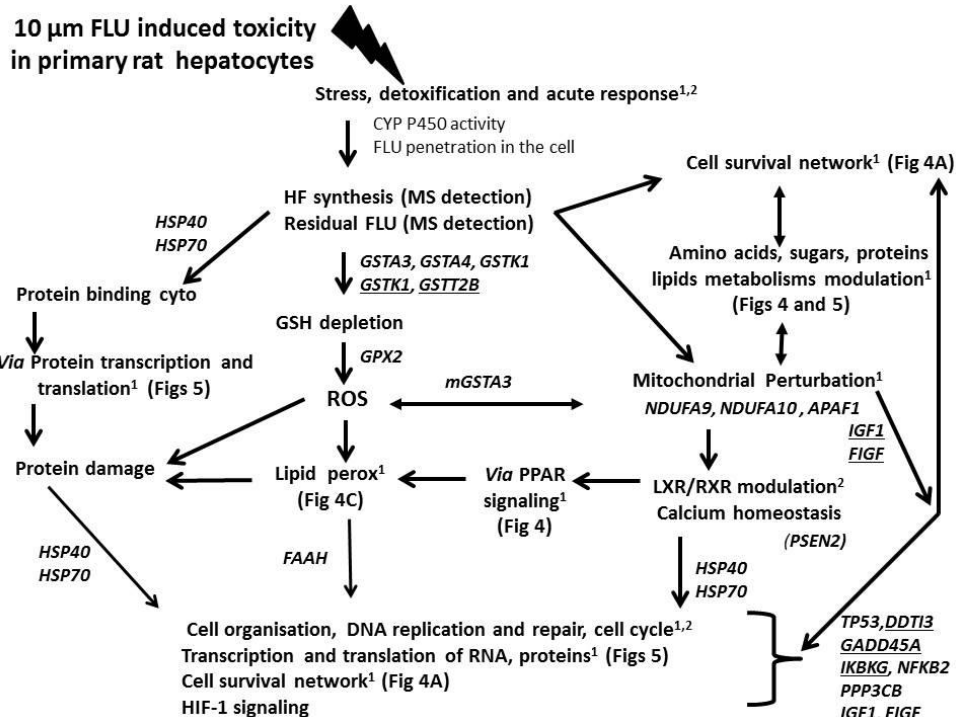 10 µm FLU induced toxicity
in primary rat hepatocytes
Stress, detoxification and acute response¹,²
CYP P450 activity
FLU penetration in the cell
Cell survival network¹ (Fig 4A)
HF synthesis (MS detection)
Residual FLU (MS detection)
HSP40
HSP70
GSTA3, GSTA4, GSTK1
GSTK1, GSTT2B
Amino acids, sugars, proteins
lipids metabolisms modulation¹
(Figs 4 and 5)
Protein binding cyto
GSH depletion
GPX2
Via Protein transcription and
translation¹ (Figs 5)
ROS
mGSTA3
Mitochondrial Perturbation¹
NDUFA9, NDUFA10 , APAF1
IGF1
FIGF
Protein damage
Lipid perox¹
(Fig 4C)
Via PPAR
signaling¹
(Fig 4)
LXR/RXR modulation²
Calcium homeostasis
(PSEN2)
HSP40
HSP70
FAAH
HSP40
HSP70
Cell organisation, DNA replication and repair, cell cycle¹,²
Transcription and translation of RNA, proteins¹ (Figs 5)
Cell survival network¹ (Fig 4A)
HIF-1 signaling
TP53,DDTI3
GADD45A
IKBKG, NFKB2
PPP3CB
IGF1, FIGF